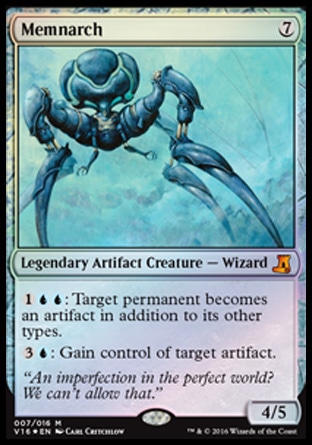 Memnarch 7
Legendary Artifact Creature — Wizard
1 : Target permanent becomes
an artifact in addition to its other
types.
3 : Gain control of target artifact.
“An imperfection in the perfect world?
We can’t allow that.”
4/5
007/016 M
V16 • EN Carl Critchlow
™ & © 2016 Wizards of the Coast